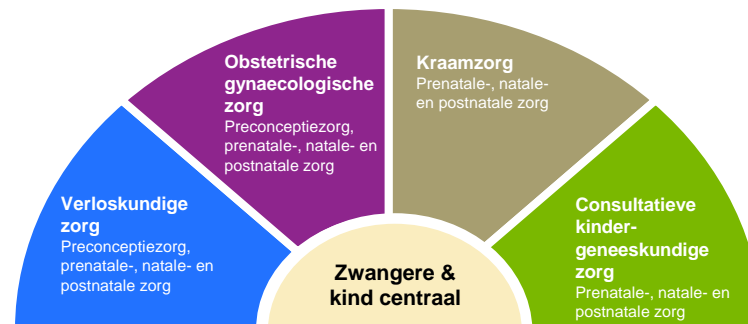 Verloskundige
zorg
Preconceptiezorg,
prenatale-, natale- en
postnatale zorg
Obstetrische
gynaecologische
zorg
Preconceptiezorg,
prenatale-, natale- en
postnatale zorg
Kraamzorg
Prenatale-, natale-
en postnatale zorg
Consultatieve
kinder-
geneeskundige
zorg
Prenatale-, natale- en
postnatale zorg
Zwangere &
kind centraal